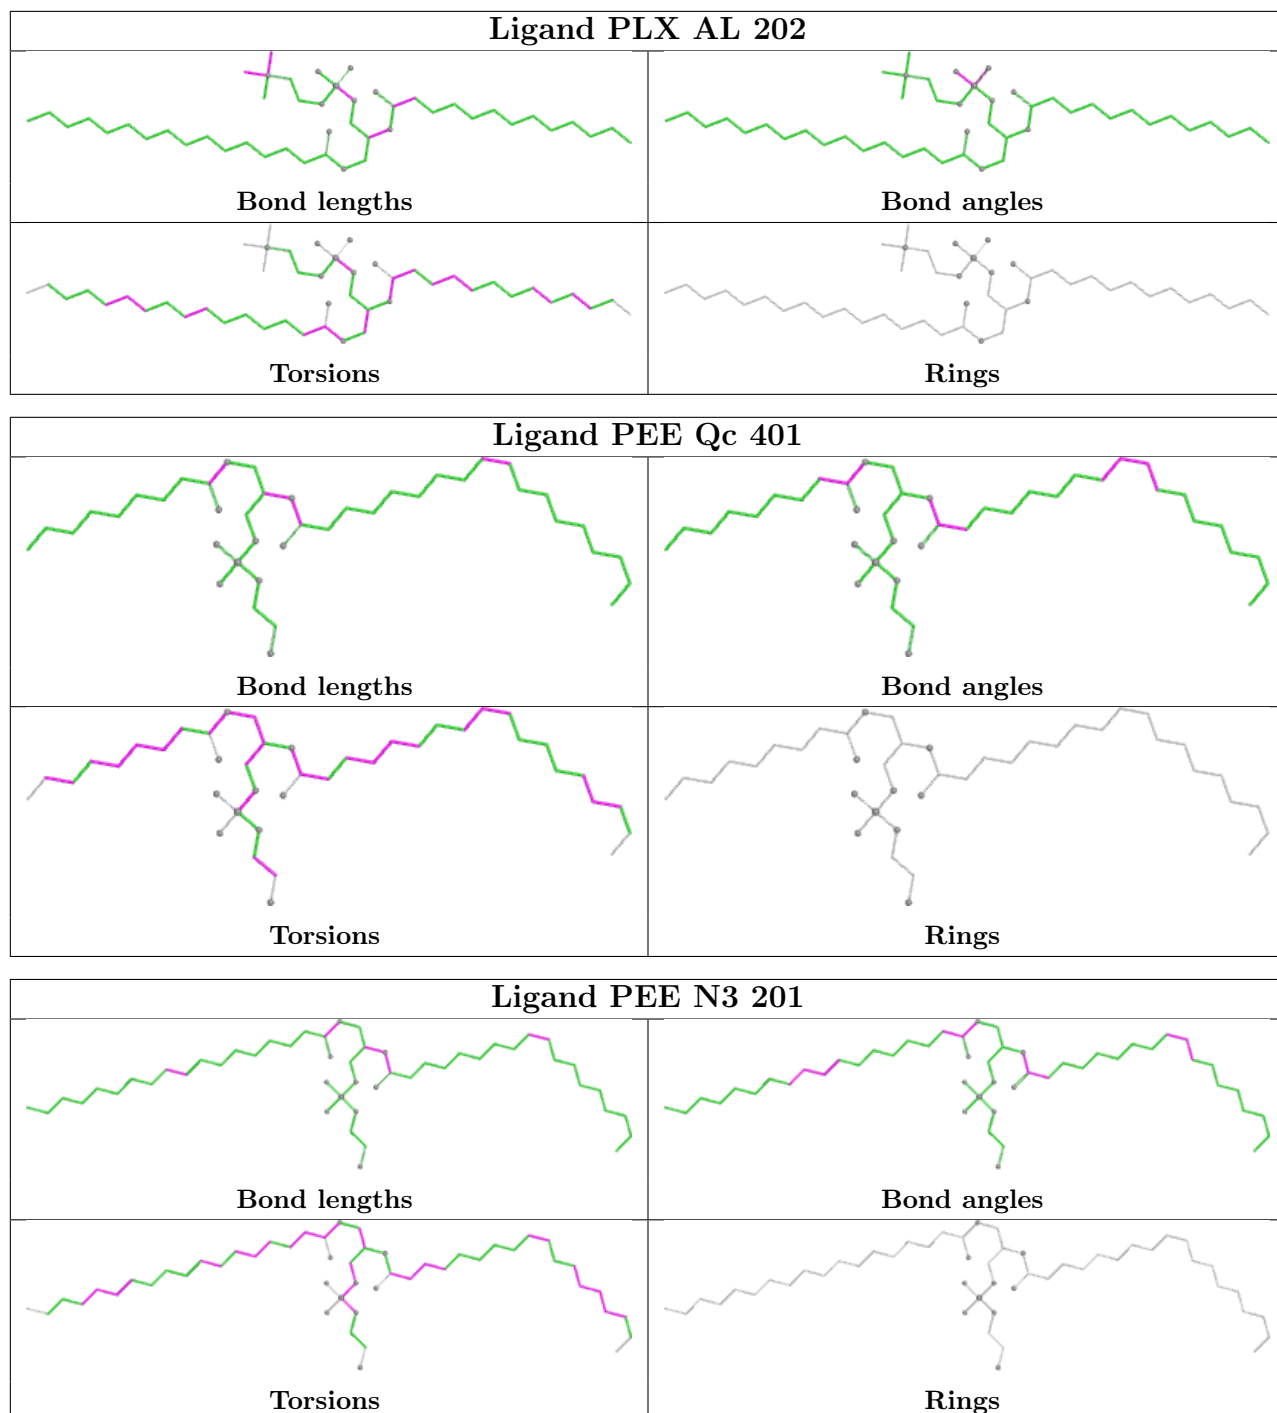 Ligand PLX AL 202
Bond lengths
Bond angles
Torsions
Rings
Ligand PEE Qc 401
Bond lengths
Bond angles
Torsions
Rings
Ligand PEE N3 201
Bond lengths
Bond angles
Torsions
Rings